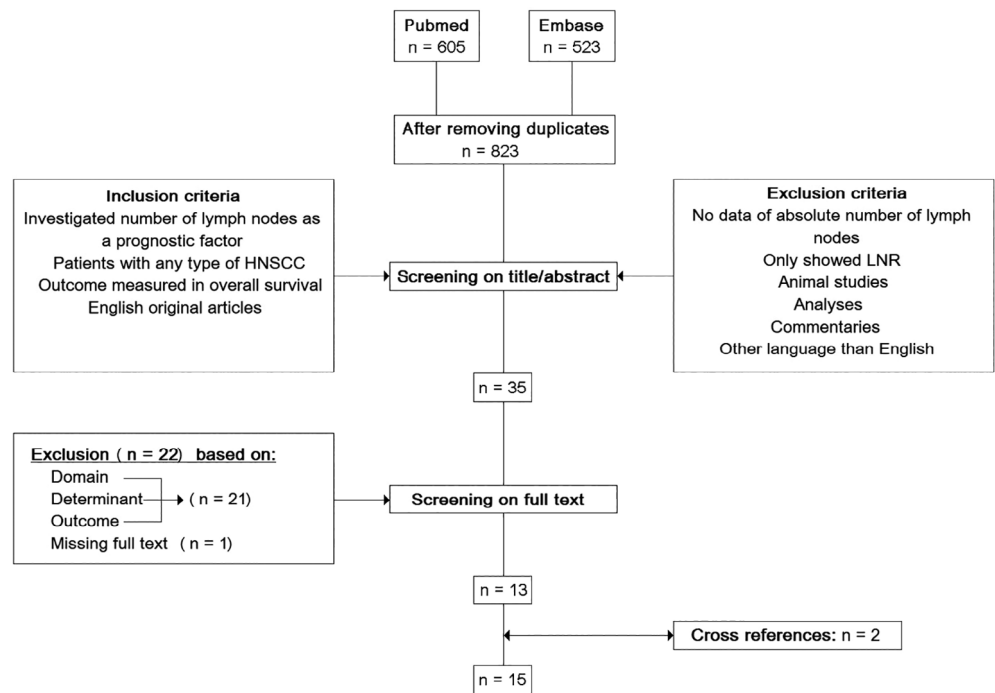 Pubmed
n = 605
Embase
n = 523
After removing duplicates
n = 823
Inclusion criteria
Investigated number of lymph nodes as
a prognostic factor
Patients with any type of HNSCC
Outcome measured in overall survival
English original articles
Screening on title/abstract
Exclusion criteria
No data of absolute number of lymph
nodes
Only showed LNR
Animal studies
Analyses
Commentaries
Other language than English
n = 35
Exclusion ( n = 22) based on:
Domain
Determinant
Outcome
( n = 21)
Missing full text ( n = 1)
Screening on full text
n = 13
Cross references: n = 2
n = 15